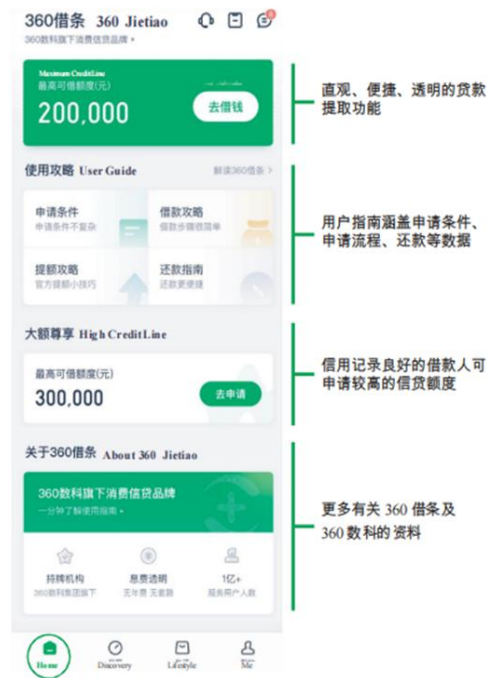 360借条 360 Jietiao
360数科旗下消费信贷品牌
Maximum CreditLine
最高可借额度(元)
200,000
去借钱
直观、便捷、透明的贷款
提取功能
使用攻略 User Guide
解读360借条 >
申请条件
申请条件不复杂
借款攻略
借款步骤很简单
提额攻略
官方提额小技巧
还款指南
还款更便捷
用户指南涵盖申请条件、
申请流程、还款等数据
大额尊享 High CreditLine
最高可借额度(元)
300,000
去申请
信用记录良好的借款人可
申请较高的信贷额度
关于360借条 About 360 Jietiao
360数科旗下消费信贷品牌
一分钟了解使用指南
持牌机构
360数科集团旗下
息费透明
无年费 无套路
1亿+
服务用户人数
更多有关 360 借条及
360 数科的资料
Home
Discovery
Lifestyle
Me